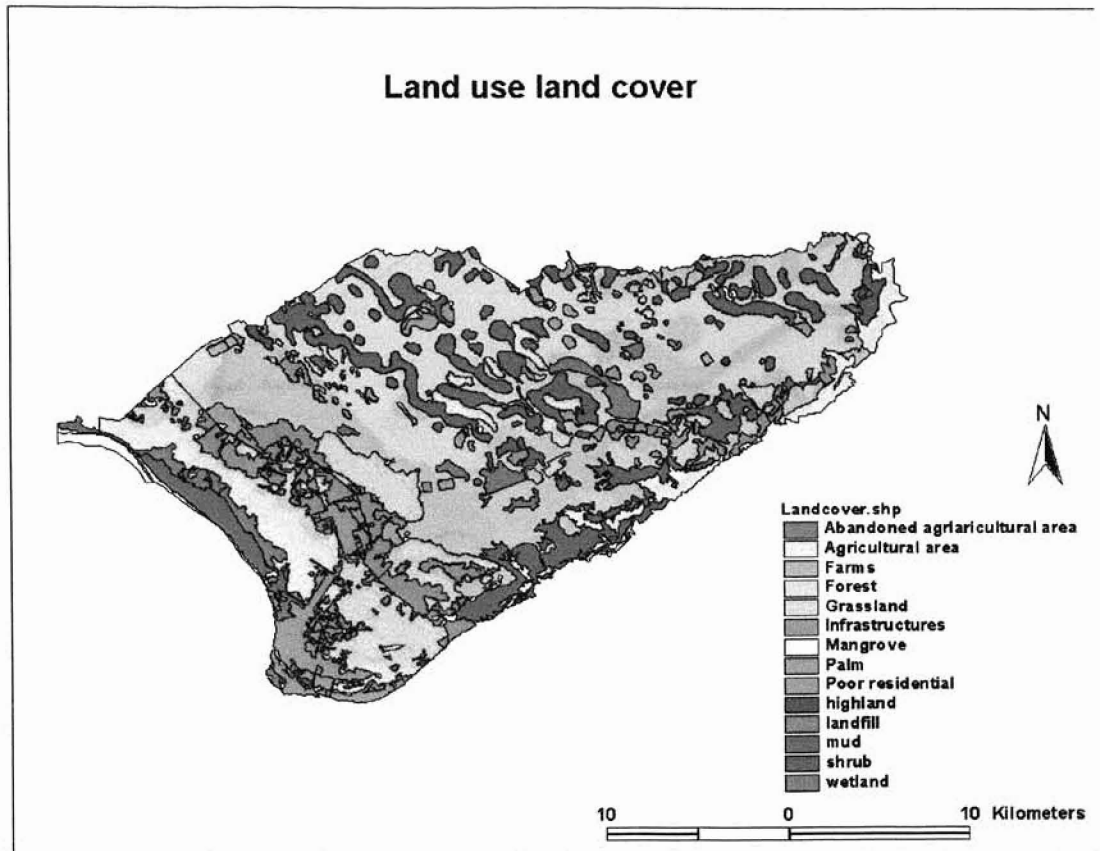 Land use land cover
N
Landcover.shp
Abandoned agriaricultural area
Agricultural area
Farms
Forest
Grassland
Infrastructures
Mangrove
Palm
Poor residential
highland
landfill
mud
shrub
wetland
10 0 10 Kilometers